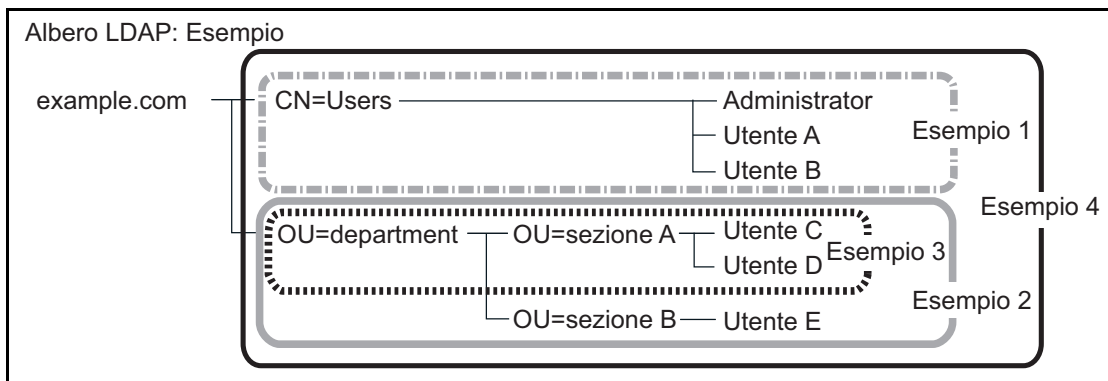 Albero LDAP: Esempio
example.com
CN=Users
Administrator
Utente A
Utente B
Esempio 1
Esempio 4
OU=department
OU=sezione A
Utente C
Utente D
Esempio 3
OU=sezione B
Utente E
Esempio 2